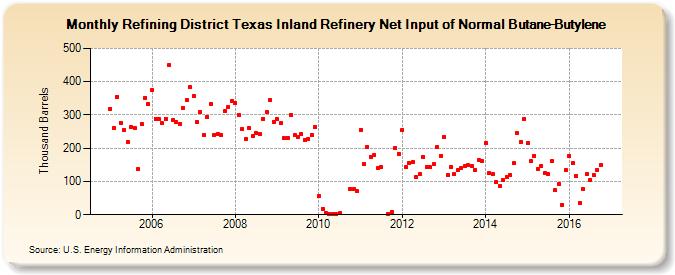 Monthly Refining District Texas Inland Refinery Net Input of Normal Butane-Butylene
Thousand Barrels
500
400
300
200
100
0
2006 2008 2010 2012 2014 2016
Source: U.S. Energy Information Administration